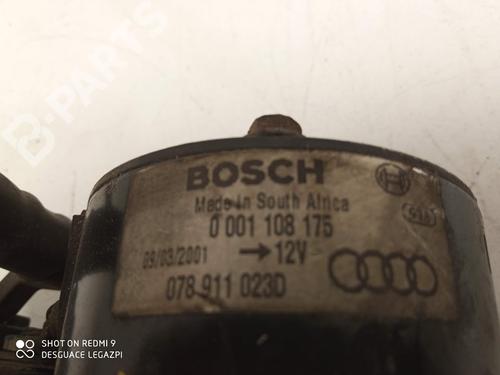 BOSCH
Made in South Africa
0 001 108 175
09/03/2001 → 12V
078 911 023D
SHOT ON REDMI 9
DESGUACE LEGAZPI